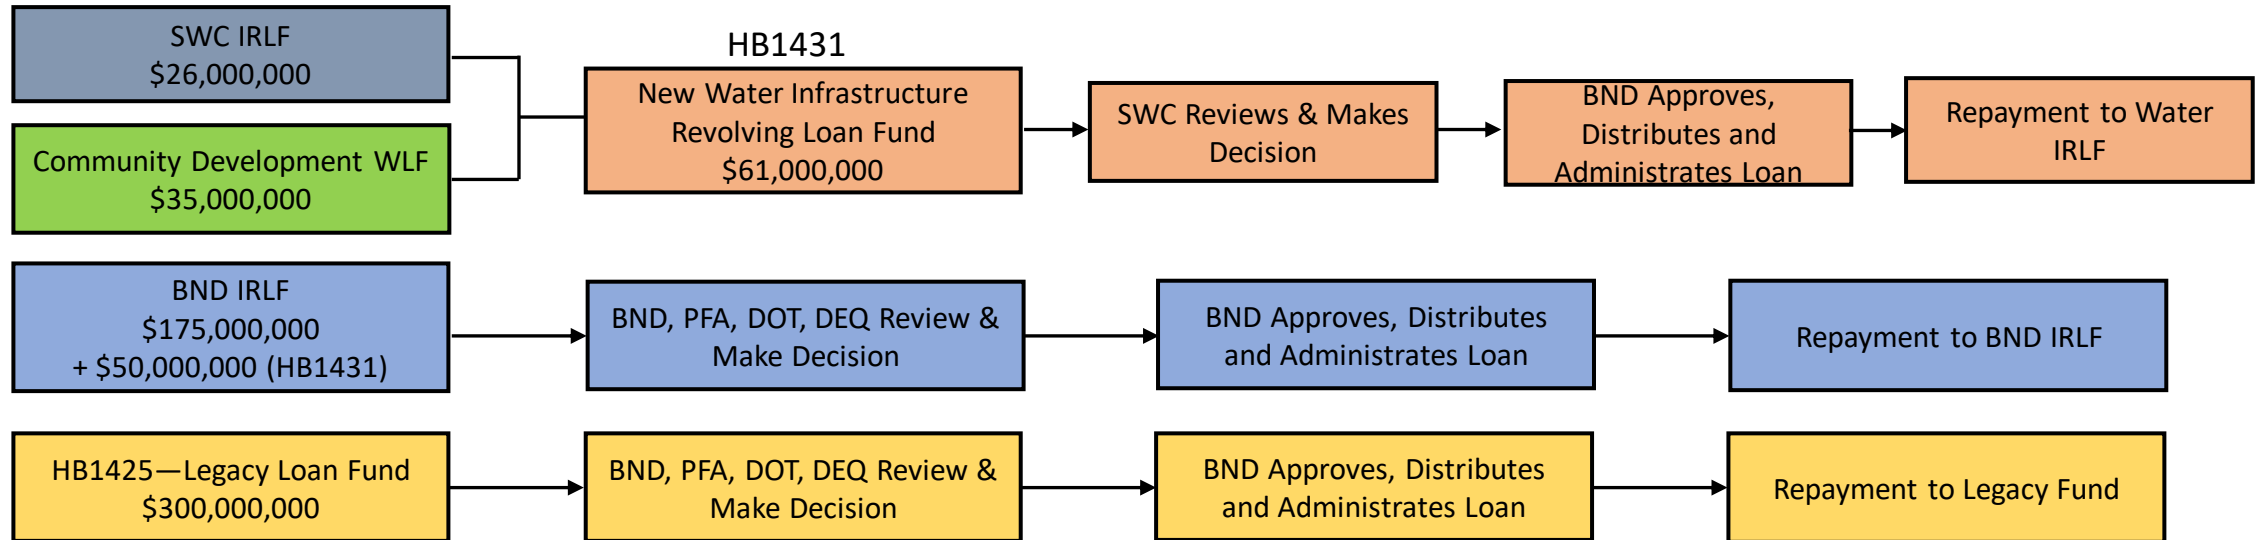 SWC IRLF
$26,000,000
Community Development WLF
$35,000,000
HB1431
New Water Infrastructure
Revolving Loan Fund
$61,000,000
SWC Reviews & Makes
Decision
BND Approves,
Distributes and
Administrates Loan
Repayment to Water
IRLF
BND IRLF
$175,000,000
+ $50,000,000 (HB1431)
BND, PFA, DOT, DEQ Review &
Make Decision
BND Approves, Distributes
and Administrates Loan
Repayment to BND IRLF
HB1425—Legacy Loan Fund
$300,000,000
BND, PFA, DOT, DEQ Review &
Make Decision
BND Approves, Distributes
and Administrates Loan
Repayment to Legacy Fund